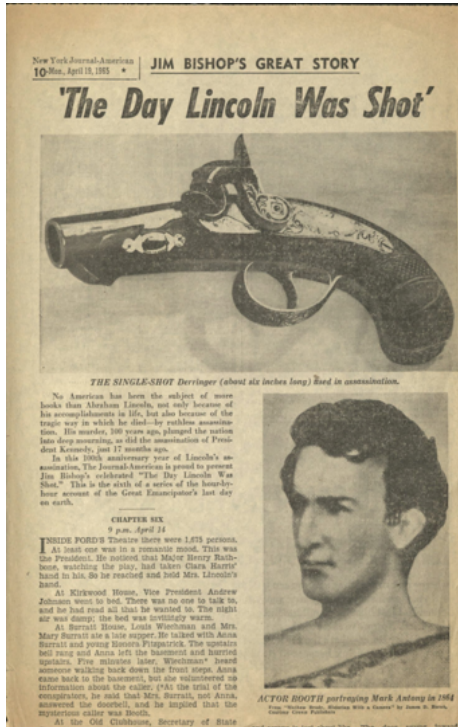 New York Journal-American
10-Mon., April 19, 1965 *
JIM BISHOP'S GREAT STORY
'The Day Lincoln Was Shot'
THE SINGLE-SHOT Derringer (about six inches long) used in assassination.
No American has been the subject of more
books than Abraham Lincoln, not only because of
his accomplishments in life, but also because of the
tragic way in which he died—by ruthless assassina-
tion. His murder, 100 years ago, plunged the nation
into deep mourning, as did the assassination of Presi-
dent Kennedy, just 17 months ago.
In this 100th anniversary year of Lincoln's as-
sassination, The Journal-American is proud to present
Jim Bishop's celebrated "The Day Lincoln Was
Shot." This is the sixth of a series of the hour-by-
hour account of the Great Emancipator's last day
on earth.
CHAPTER SIX
9 p.m. April 14
INSIDE FORD'S Theatre there were 1,675 persons.
At least one was in a romantic mood. This was
the President. He noticed that Major Henry Rath-
bone, watching the play, had taken Clara Harris'
hand in his. So he reached and held Mrs. Lincoln's
hand.
At Kirkwood House, Vice President Andrew
Johnson went to bed. There was no one to talk to,
and he had read all that he wanted to. The night
air was damp; the bed was invitingly warm.
At Surratt House, Louis Wiechman and Mrs.
Mary Surratt ate a late supper. He talked with Anna
Surratt and young Honora Fitzpatrick. The upstairs
bell rang and Anna left the basement and hurried
upstairs. Five minutes later, Wiechman* heard
someone walking back down the front steps. Anna
came back to the basement, but she volunteered no
information about the caller. (*At the trial of the
conspirators, he said that Mrs. Surratt, not Anna,
answered the doorbell, and he implied that the
mysterious caller was Booth.
At the Old Clubhouse, Secretary of State
ACTOR BOOTH portraying Mark Antony in 1864